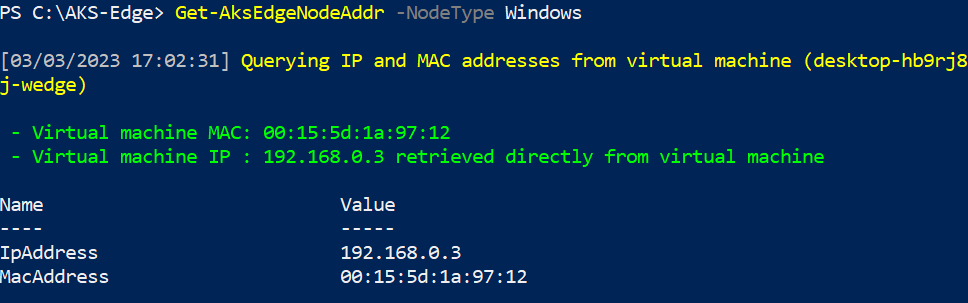 PS C:\AKS-Edge> Get-AksEdgeNodeAddr -NodeType Windows
[03/03/2023 17:02:31] Querying IP and MAC addresses from virtual machine (desktop-hb9rj8
j-wedge)
- Virtual machine MAC: 00:15:5d:1a:97:12
- Virtual machine IP : 192.168.0.3 retrieved directly from virtual machine
Name Value
---- -----
IpAddress 192.168.0.3
MacAddress 00:15:5d:1a:97:12